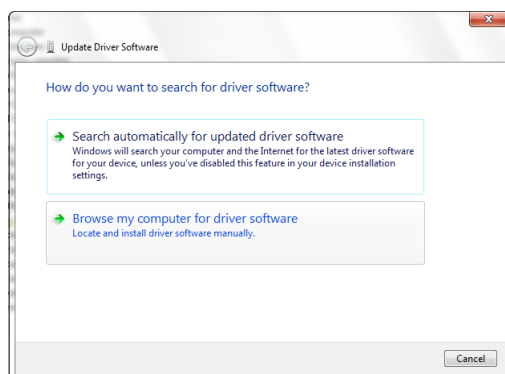 Update Driver Software
How do you want to search for driver software?
Search automatically for updated driver software
Windows will search your computer and the Internet for the latest driver software
for your device, unless you've disabled this feature in your device installation
settings.
Browse my computer for driver software
Locate and install driver software manually.
Cancel